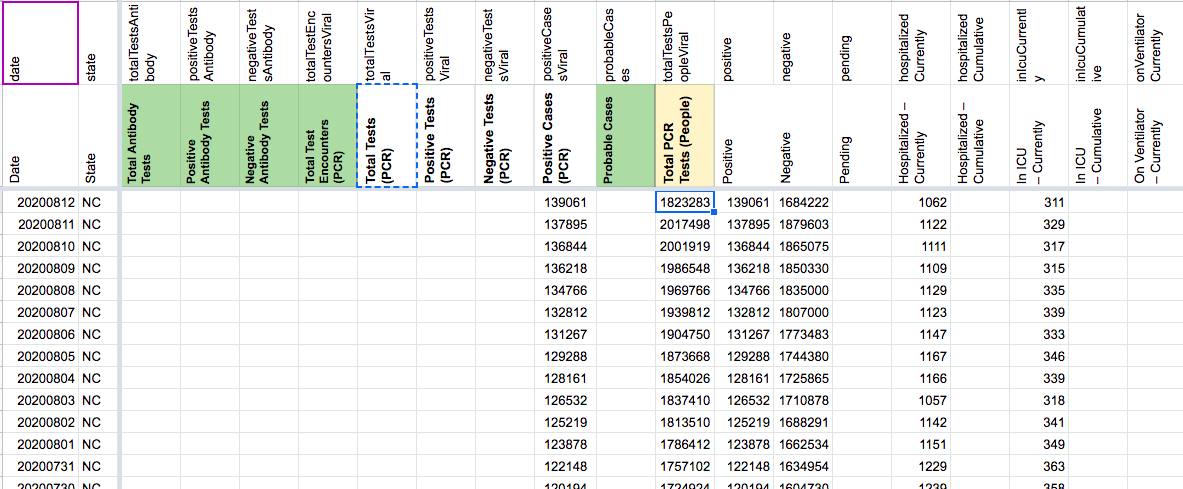 date state totalTestsAntibody positiveTestsAntibody negativeTestsAntibody totalTestEncountersViral totalTestsViral positiveTestsViral negativeTestsViral positiveCasesViral probableCases totalTestsPeopleViral positive negative pending hospitalizedCurrently hospitalizedCumulative inIcuCurrently inIcuCumulative onVentilatorCurrently
Date State Total Antibody Tests Positive Antibody Tests Negative Antibody Tests Total Test Encounters (PCR) Total Tests (PCR) Positive Tests (PCR) Negative Tests (PCR) Positive Cases (PCR) Probable Cases Total PCR Tests (People) Positive Negative Pending Hospitalized – Currently Hospitalized – Cumulative In ICU – Currently In ICU – Cumulative On Ventilator – Currently
20200812 NC 139061 1823283 139061 1684222 1062 311
20200811 NC 137895 2017498 137895 1879603 1122 329
20200810 NC 136844 2001919 136844 1865075 1111 317
20200809 NC 136218 1986548 136218 1850330 1109 315
20200808 NC 134766 1969766 134766 1835000 1129 335
20200807 NC 132812 1939812 132812 1807000 1123 339
20200806 NC 131267 1904750 131267 1773483 1147 333
20200805 NC 129288 1873668 129288 1744380 1167 346
20200804 NC 128161 1854026 128161 1725865 1166 339
20200803 NC 126532 1837410 126532 1710878 1057 318
20200802 NC 125219 1813510 125219 1688291 1142 341
20200801 NC 123878 1786412 123878 1662534 1151 349
20200731 NC 122148 1757102 122148 1634954 1229 363
20200730 NC 120194 1724924 120194 1604730 1239 358